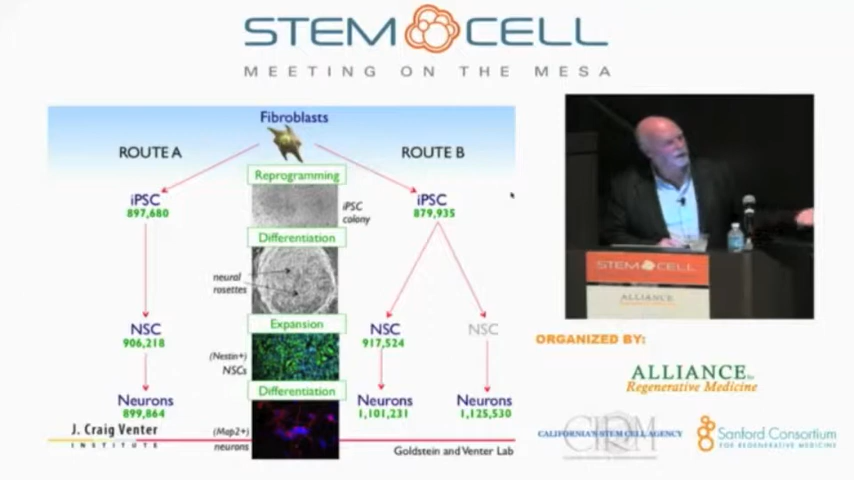 STEM CELL
MEETING ON THE MESA
Fibroblasts
ROUTE A
ROUTE B
Reprogramming
iPSC
897,680
iPSC
colony
iPSC
879,935
Differentiation
neural
rosettes
Expansion
NSC
906,218
(Nestin+)
NSCs
NSC
917,524
NSC
Differentiation
Neurons
899,864
Neurons
1,101,231
Neurons
1,125,530
J. Craig Venter
INSTITUTE
(Map2+)
neurons
Goldstein and Venter Lab
STEM CELL
ALLIANCE
ORGANIZED BY:
ALLIANCE for
Regenerative Medicine
CIRM
CALIFORNIA'S STEM CELL AGENCY
Sanford Consortium
FOR REGENERATIVE MEDICINE